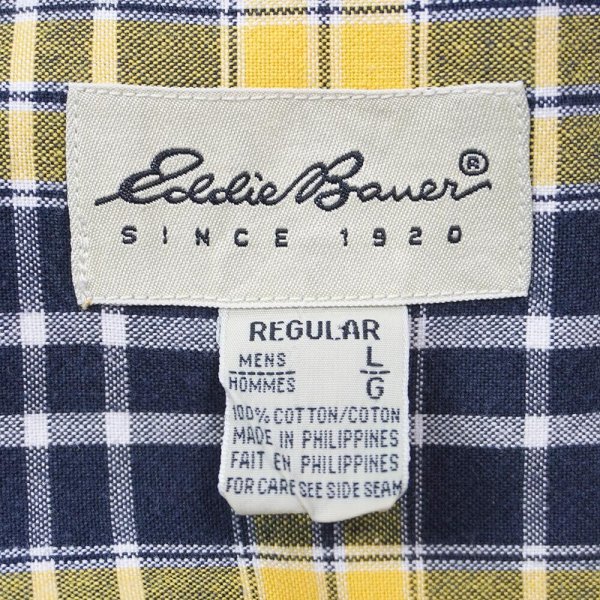 Eddie Bauer®
SINCE 1920
REGULAR
MENS L
HOMMES G
100% COTTON/COTON
MADE IN PHILIPPINES
FAIT EN PHILIPPINES
FOR CARE SEE SIDE SEAM